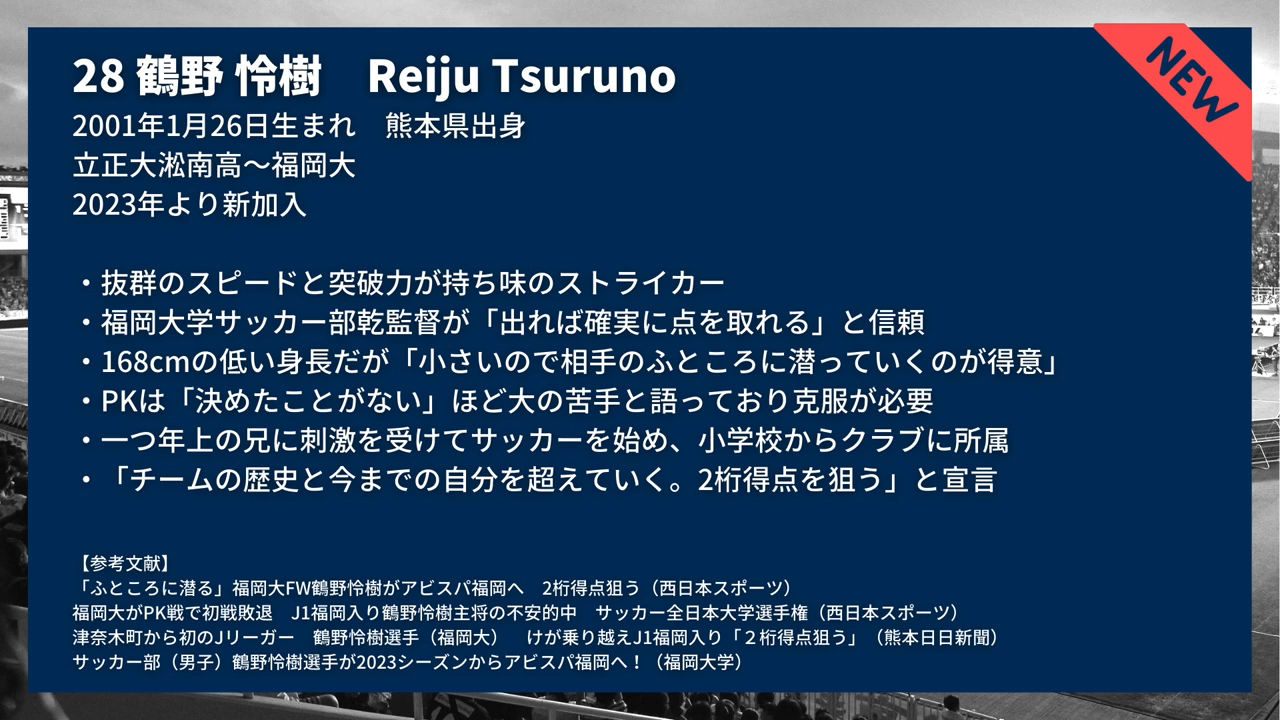 28 鶴野 怜樹　Reiju Tsuruno
NEW
2001年1月26日生まれ　熊本県出身
立正大淞南高～福岡大
2023年より新加入
・抜群のスピードと突破力が持ち味のストライカー
・福岡大学サッカー部乾監督が「出れば確実に点を取れる」と信頼
・168cmの低い身長だが「小さいので相手のふところに潜っていくのが得意」
・PKは「決めたことがない」ほど大の苦手と語っており克服が必要
・一つ年上の兄に刺激を受けてサッカーを始め、小学校からクラブに所属
・「チームの歴史と今までの自分を超えていく。2桁得点を狙う」と宣言
【参考文献】
「ふところに潜る」福岡大FW鶴野怜樹がアビスパ福岡へ　2桁得点狙う（西日本スポーツ）
福岡大がPK戦で初戦敗退　J1福岡入り鶴野怜樹主将の不安的中　サッカー全日本大学選手権（西日本スポーツ）
津奈木町から初のJリーガー　鶴野怜樹選手（福岡大）　けが乗り越えJ1福岡入り「２桁得点狙う」（熊本日日新聞）
サッカー部（男子）鶴野怜樹選手が2023シーズンからアビスパ福岡へ！（福岡大学）